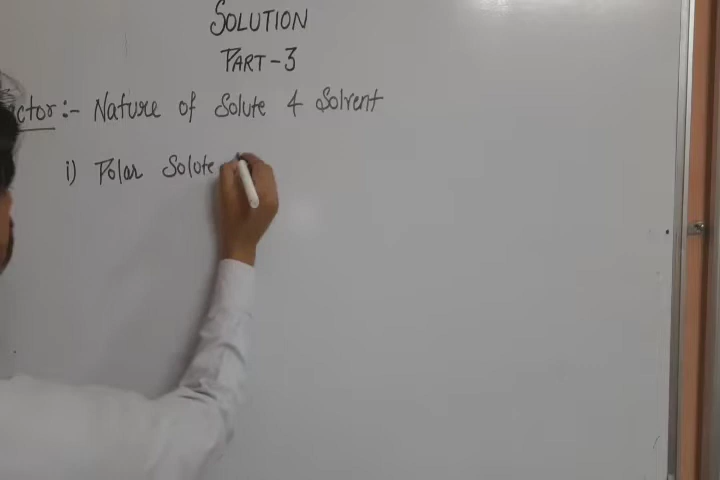 SOLUTION
PART-3
ctor :- Nature of Solute & Solvent
i) Polar Solute